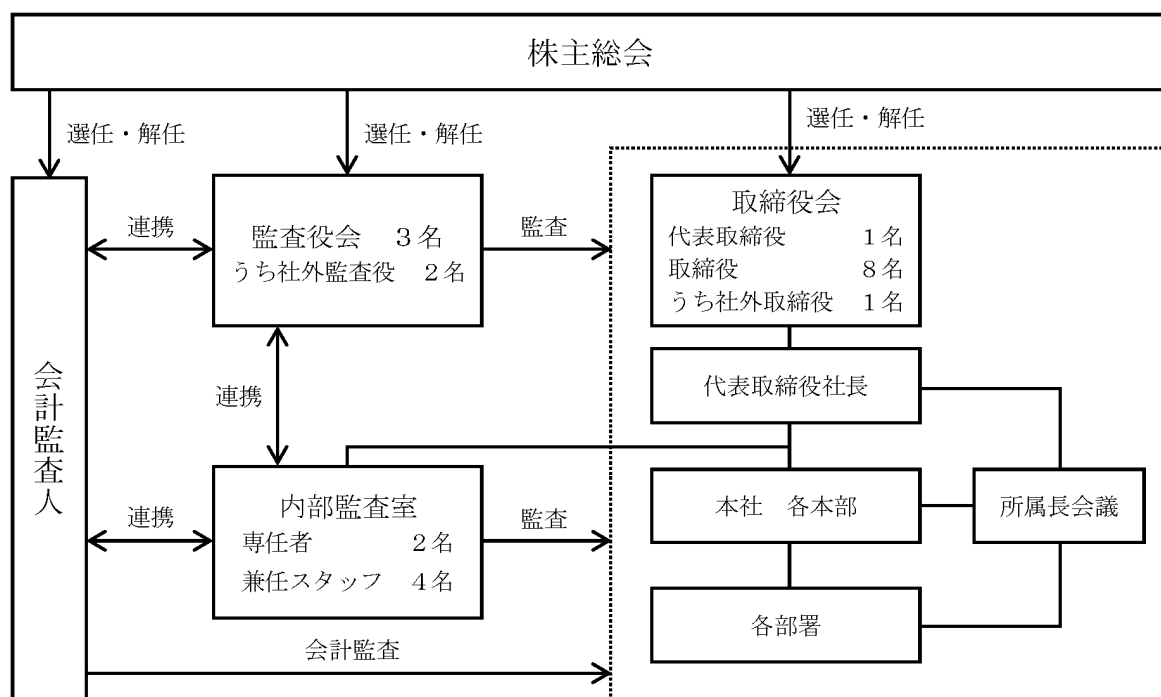 株主総会
選任・解任
選任・解任
選任・解任
会計監査人
連携
監査役会　３名
うち社外監査役　２名
監査
取締役会
代表取締役　１名
取締役　８名
うち社外取締役　１名
代表取締役社長
連携
内部監査室
専任者　２名
兼任スタッフ　４名
連携
監査
本社　各本部
所属長会議
各部署
会計監査